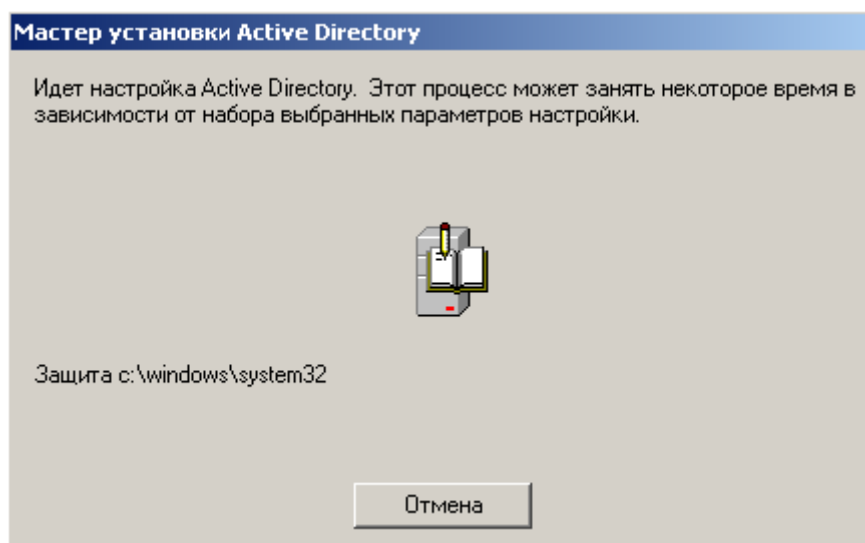 Мастер установки Active Directory
Идет настройка Active Directory. Этот процесс может занять некоторое время в
зависимости от набора выбранных параметров настройки.
Защита c:\windows\system32
Отмена